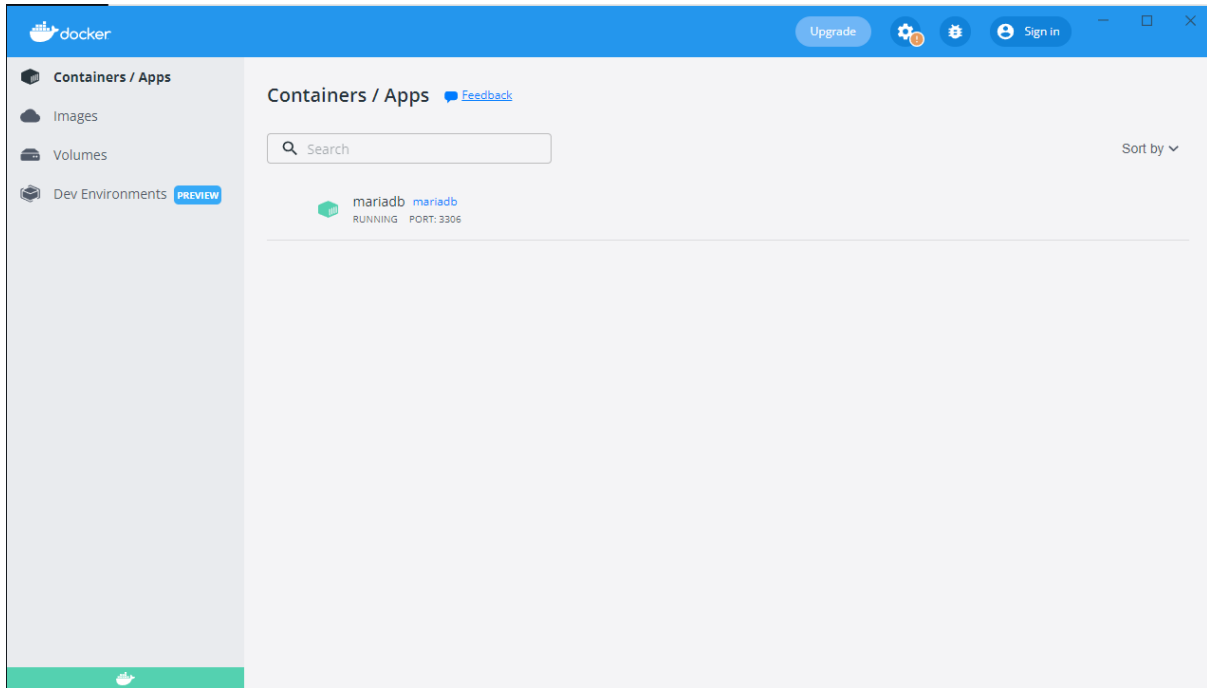 docker
Upgrade
Sign in
Containers / Apps
Images
Volumes
Dev Environments PREVIEW
Containers / Apps Feedback
Search
Sort by
mariadb mariadb
RUNNING PORT: 3306